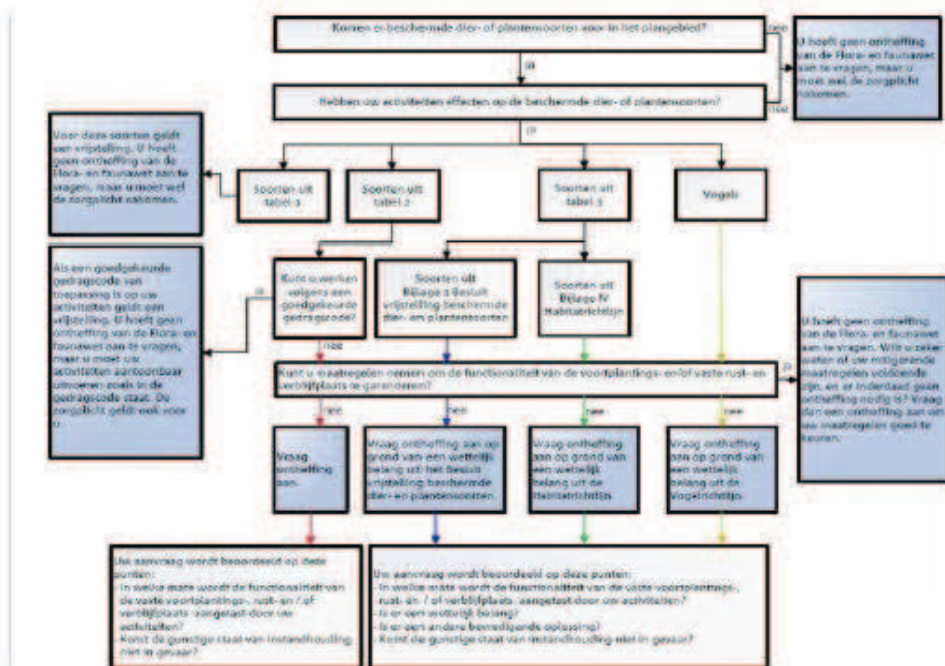 Komen er beschermde dier- of plantensoorten voor in het plangebied?
nee
U hoeft geen ontheffing
van de Flora- en faunawet
aan te vragen, maar u
moet wel de zorgplicht
nakomen.
ja
Hebben uw activiteiten effecten op de beschermde dier- of plantensoorten?
nee
ja
Voor deze soorten geldt
een vrijstelling. U hoeft
geen ontheffing van de
Flora- en faunawet aan te
vragen, maar u moet wel
de zorgplicht nakomen.
Soorten uit
tabel 1
Soorten uit
tabel 2
Soorten uit
tabel 3
Vogels
Als een goedgekeurde
gedragscode van
toepassing is op uw
activiteiten geldt een
vrijstelling. U hoeft geen
ontheffing van de Flora- en
faunawet aan te vragen,
maar u moet uw
activiteiten aantoonbaar
uitvoeren zoals in de
gedragscode staat. De
zorgplicht geldt ook voor
u.
ja
Kunt u werken
volgens een
goedgekeurde
gedragscode?
Soorten uit
Bijlage 1 Besluit
vrijstelling beschermde
dier- en plantensoorten
Soorten uit
Bijlage IV
Habitatrichtlijn
nee
Kunt u maatregelen nemen om de functionaliteit van de voortplantings- en/of vaste rust- en
verblijfplaats te garanderen?
ja
U hoeft geen ontheffing
van de Flora- en faunawet
aan te vragen. Wilt u zeker
weten of uw mitigerende
maatregelen voldoende
zijn, en er inderdaad geen
ontheffing nodig is? Vraag
dan een ontheffing aan om
uw maatregelen goed te
keuren.
nee
nee
nee
nee
Vraag
ontheffing
aan.
Vraag ontheffing aan op
grond van een wettelijk
belang uit het Besluit
vrijstelling beschermde
dier- en plantensoorten.
Vraag ontheffing
aan op grond van
een wettelijk
belang uit de
Habitatrichtlijn.
Vraag ontheffing
aan op grond van
een wettelijk
belang uit de
Vogelrichtlijn.
Uw aanvraag wordt beoordeeld op deze
punten:
- In welke mate wordt de functionaliteit van
de vaste voortplantings-, rust- en / of
verblijfplaats aangetast door uw
activiteiten?
- Komt de gunstige staat van instandhouding
niet in gevaar?
Uw aanvraag wordt beoordeeld op deze punten:
- In welke mate wordt de functionaliteit van de vaste voortplantings-,
rust- en / of verblijfplaats aangetast door uw activiteiten?
- Is er een wettelijk belang?
- Is er een andere bevredigende oplossing?
- Komt de gunstige staat van instandhouding niet in gevaar?